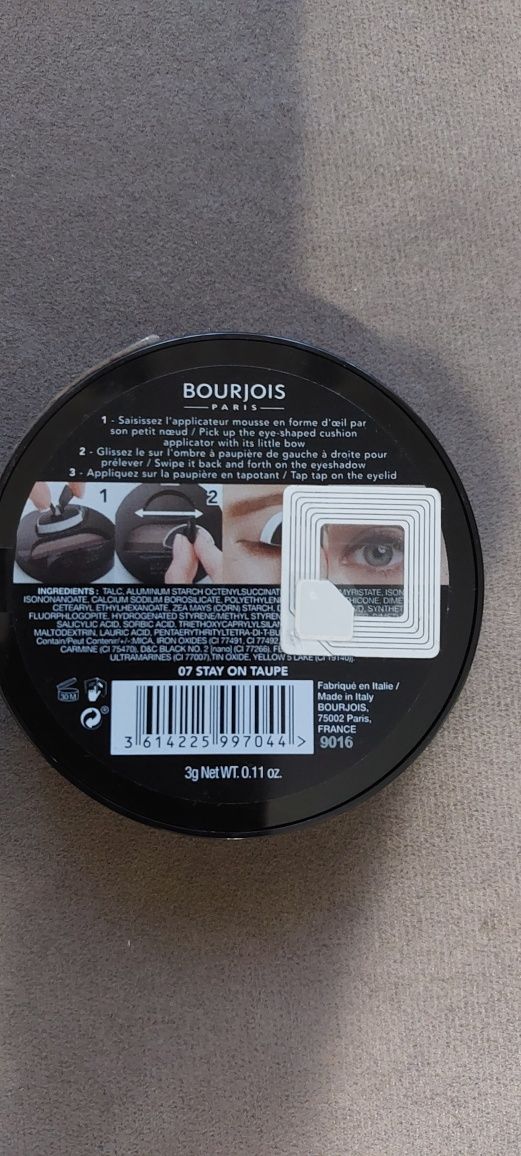 BOURJOIS
PARIS
1 - Saisissez l'applicateur mousse en forme d'œil par
son petit nœud / Pick up the eye-shaped cushion
applicator with its little bow
2 - Glissez le sur l'ombre à paupière de gauche à droite pour
prélever / Swipe it back and forth on the eyeshadow
3 - Appliquez sur la paupière en tapotant / Tap tap on the eyelid
1 2
INGREDIENTS : TALC, ALUMINUM STARCH OCTENYLSUCCINAT MYRISTATE, ISON
ISONONANOATE, CALCIUM SODIUM BOROSILICATE, POLYETHYLENE
CETEARYL ETHYLHEXANOATE, ZEA MAYS (CORN) STARCH, SYNTHE
FLUORPHLOGOPITE, HYDROGENATED STYRENE/METHYL STYREN
SALICYLIC ACID, SORBIC ACID, TRIETHOXYCAPRYLYLSILAN
MALTODEXTRIN, LAURIC ACID, PENTAERYTHRITYL TETRA-DI-T-BU
Contain/Peut Contenir+/-:MICA, IRON OXIDES (CI 77491, CI 77492,
CARMINE (CI 75470), D&C BLACK NO. 2 [nano] (CI 77266),
ULTRAMARINES (CI 77007), TIN OXIDE, YELLOW 5 LAKE (CI 19140)
07 STAY ON TAUPE
30 M
Fabriqué en Italie /
Made in Italy
BOURJOIS,
75002 Paris,
FRANCE
9016
3 614225 997044 >
3g Net WT. 0.11 oz.